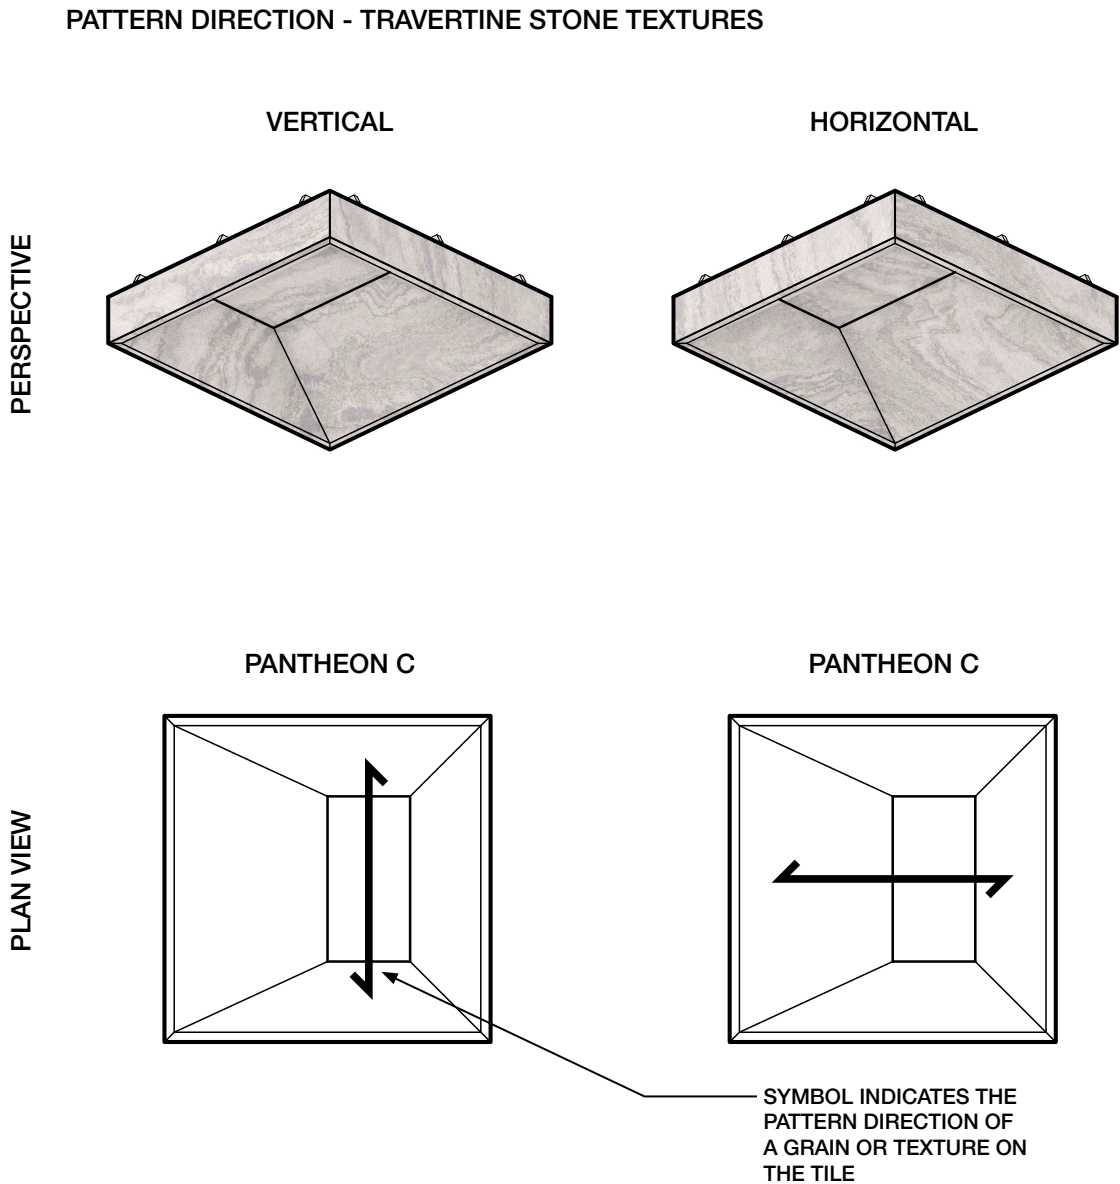 PATTERN DIRECTION - TRAVERTINE STONE TEXTURES
VERTICAL
HORIZONTAL
PERSPECTIVE
PANTHEON C
PANTHEON C
PLAN VIEW
SYMBOL INDICATES THE
PATTERN DIRECTION OF
A GRAIN OR TEXTURE ON
THE TILE